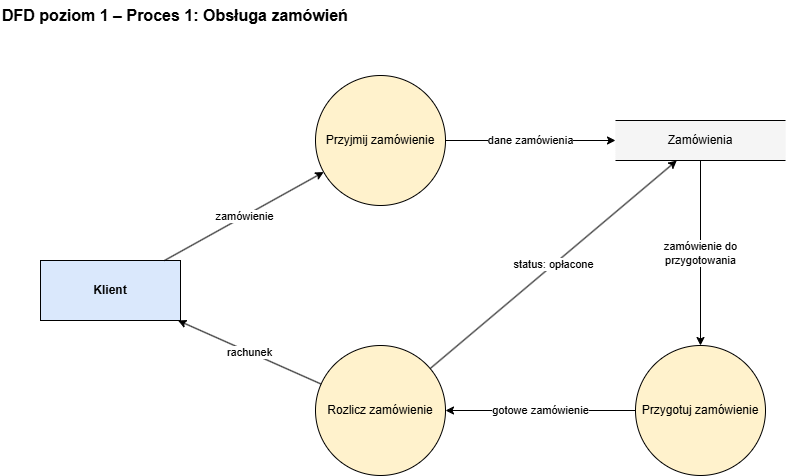 DFD poziom 1 – Proces 1: Obsługa zamówień
Przyjmij zamówienie
dane zamówienia
Zamówienia
zamówienie
zamówienie do
przygotowania
status: opłacone
Klient
rachunek
Rozlicz zamówienie
gotowe zamówienie
Przygotuj zamówienie